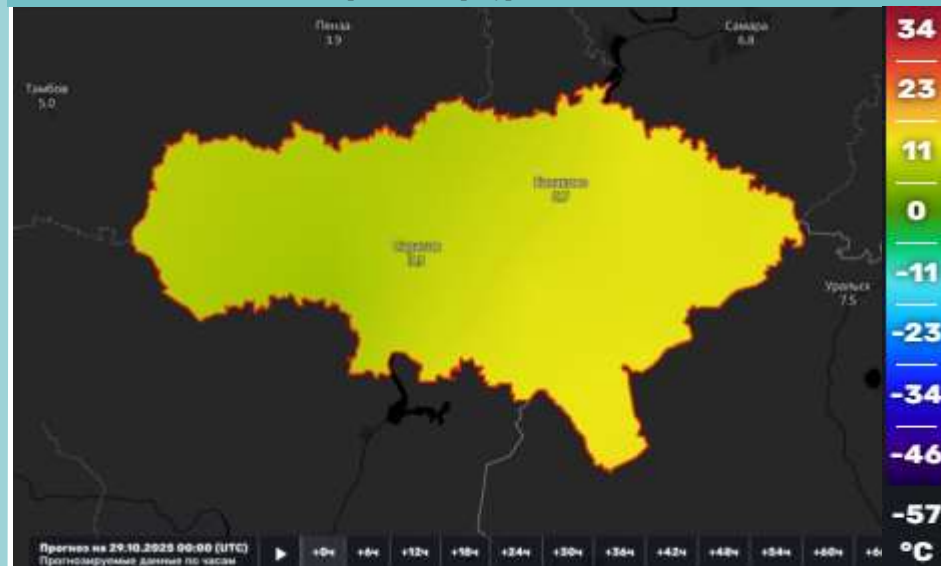 Пенза
3.9
Самара
6.8
Тамбов
5.0
Балаково
Саратов
Уральск
7.5
34
23
11
0
-11
-23
-34
-46
-57
°C
Прогноз на 29.10.2025 00:00 (UTC)
Прогнозируемые данные по часам
+0ч +6ч +12ч +18ч +24ч +30ч +36ч +42ч +48ч +54ч +60ч